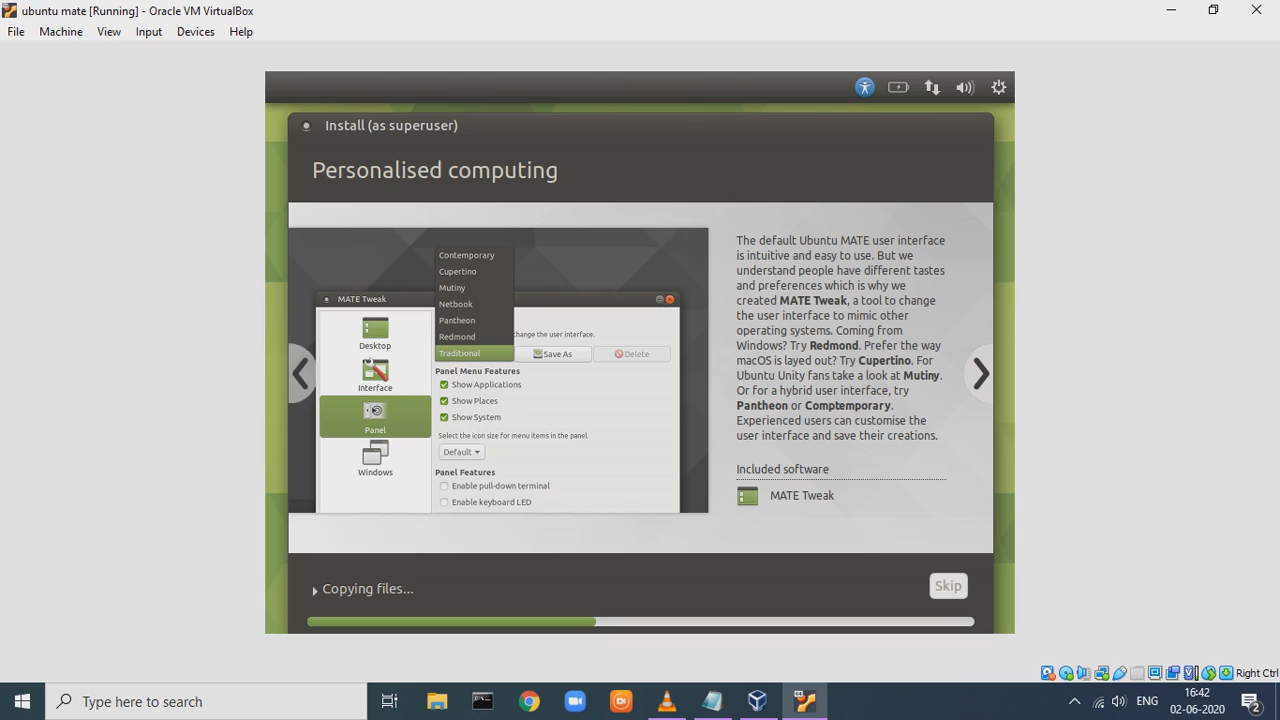 ubuntu mate [Running] - Oracle VM VirtualBox
File Machine View Input Devices Help
Install (as superuser)
Personalised computing
Contemporary
Cupertino
Mutiny
Netbook
Pantheon
Redmond
Traditional
MATE Tweak
change the user interface.
Save As
Delete
Desktop
Interface
Panel
Windows
Panel Menu Features
Show Applications
Show Places
Show System
Select the icon size for menu items in the panel.
Default
Panel Features
Enable pull-down terminal
Enable keyboard LED
The default Ubuntu MATE user interface
is intuitive and easy to use. But we
understand people have different tastes
and preferences which is why we
created MATE Tweak, a tool to change
the user interface to mimic other
operating systems. Coming from
Windows? Try Redmond. Prefer the way
macOS is layed out? Try Cupertino. For
Ubuntu Unity fans take a look at Mutiny.
Or for a hybrid user interface, try
Pantheon or Comptemporary.
Experienced users can customise the
user interface and save their creations.
Included software
MATE Tweak
Copying files...
Skip
Right Ctrl
Type here to search
ENG
16:42
02-06-2020
2